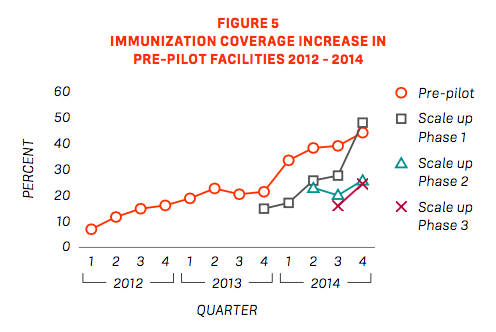 FIGURE 5
IMMUNIZATION COVERAGE INCREASE IN
PRE-PILOT FACILITIES 2012 - 2014
PERCENT
60
50
40
30
20
10
0
1 2 3 4 1 2 3 4 1 2 3 4
2012 2013 2014
QUARTER
Pre-pilot
Scale up
Phase 1
Scale up
Phase 2
Scale up
Phase 3